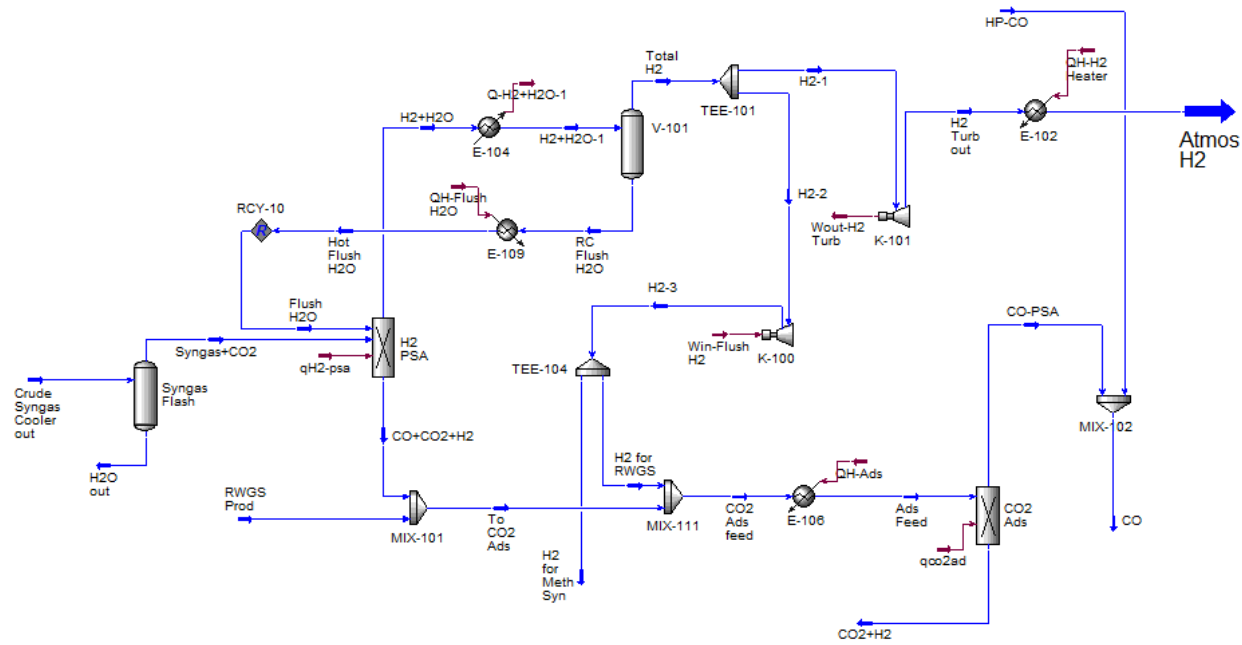 HP-CO
QH-H2
Heater
Total
H2
H2-1
TEE-101
Q-H2+H2O-1
H2+H2O
E-104
H2+H2O-1
V-101
H2
Turb
out
E-102
Atmos
H2
QH-Flush
H2O
H2-2
RCY-10
R
Hot
Flush
H2O
E-109
RC
Flush
H2O
Wout-H2
Turb
K-101
H2-3
Flush
H2O
CO-PSA
Syngas+CO2
H2
PSA
qH2-psa
Win-Flush
H2
K-100
TEE-104
Crude
Syngas
Cooler
out
Syngas
Flash
MIX-102
CO+CO2+H2
H2O
out
H2 for
RWGS
QH-Ads
RWGS
Prod
MIX-101
To
CO2
Ads
MIX-111
CO2
Ads
feed
E-106
Ads
Feed
CO2
Ads
CO
H2
for
Meth
Syn
qco2ad
CO2+H2